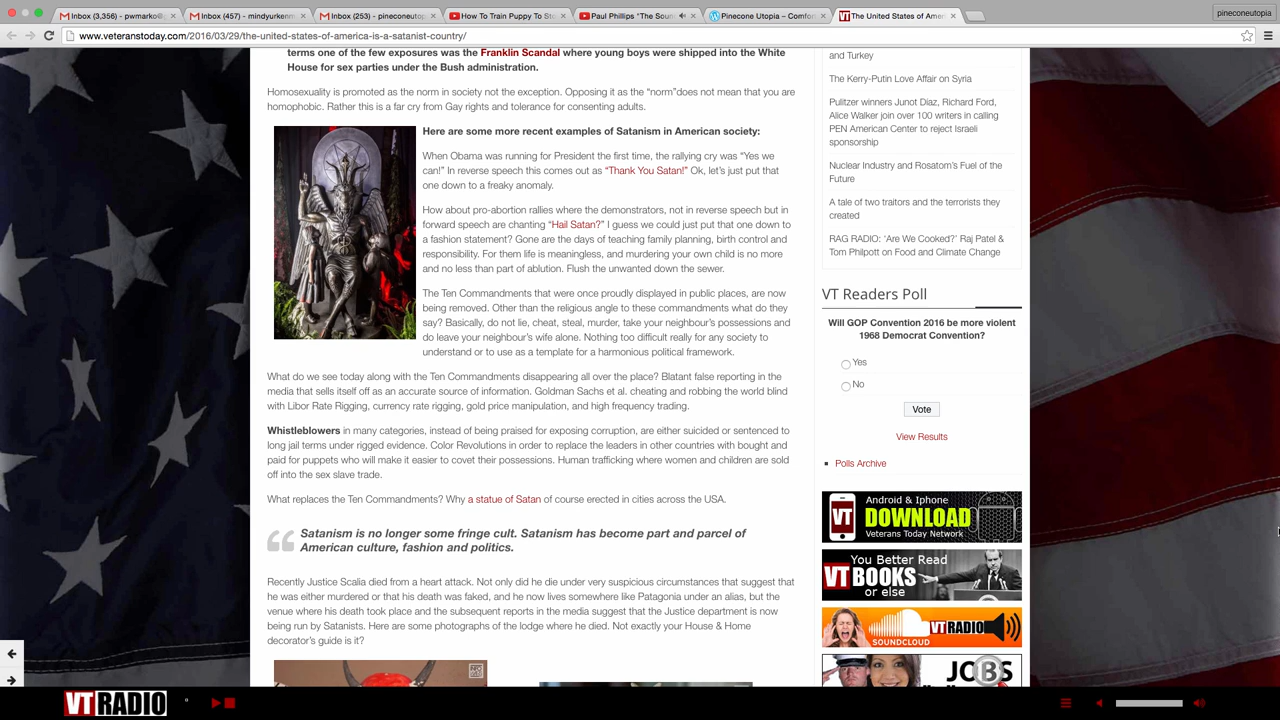 Inbox (3,356) - pwmarko@
Inbox (457) - mindyurkenm
Inbox (253) - pineconeutop
How To Train Puppy To Sto
Paul Phillips "The Soun
Pinecone Utopia – Comfor
The United States of Amer
pineconeutopia
www.veteranstoday.com/2016/03/29/the-united-states-of-america-is-a-satanist-country/
terms one of the few exposures was the Franklin Scandal where young boys were shipped into the White
House for sex parties under the Bush administration.
Homosexuality is promoted as the norm in society not the exception. Opposing it as the “norm”does not mean that you are
homophobic. Rather this is a far cry from Gay rights and tolerance for consenting adults.
Here are some more recent examples of Satanism in American society:
When Obama was running for President the first time, the rallying cry was “Yes we
can!” In reverse speech this comes out as “Thank You Satan!” Ok, let’s just put that
one down to a freaky anomaly.
How about pro-abortion rallies where the demonstrators, not in reverse speech but in
forward speech are chanting “Hail Satan?” I guess we could just put that one down to
a fashion statement? Gone are the days of teaching family planning, birth control and
responsibility. For them life is meaningless, and murdering your own child is no more
and no less than part of ablution. Flush the unwanted down the sewer.
The Ten Commandments that were once proudly displayed in public places, are now
being removed. Other than the religious angle to these commandments what do they
say? Basically, do not lie, cheat, steal, murder, take your neighbour’s possessions and
do leave your neighbour’s wife alone. Nothing too difficult really for any society to
understand or to use as a template for a harmonious political framework.
What do we see today along with the Ten Commandments disappearing all over the place? Blatant false reporting in the
media that sells itself off as an accurate source of information. Goldman Sachs et al. cheating and robbing the world blind
with Libor Rate Rigging, currency rate rigging, gold price manipulation, and high frequency trading.
Whistleblowers in many categories, instead of being praised for exposing corruption, are either suicided or sentenced to
long jail terms under rigged evidence. Color Revolutions in order to replace the leaders in other countries with bought and
paid for puppets who will make it easier to covet their possessions. Human trafficking where women and children are sold
off into the sex slave trade.
What replaces the Ten Commandments? Why a statue of Satan of course erected in cities across the USA.
Satanism is no longer some fringe cult. Satanism has become part and parcel of
American culture, fashion and politics.
Recently Justice Scalia died from a heart attack. Not only did he die under very suspicious circumstances that suggest that
he was either murdered or that his death was faked, and he now lives somewhere like Patagonia under an alias, but the
venue where his death took place and the subsequent reports in the media suggest that the Justice department is now
being run by Satanists. Here are some photographs of the lodge where he died. Not exactly your House & Home
decorator’s guide is it?
and Turkey
The Kerry-Putin Love Affair on Syria
Pulitzer winners Junot Díaz, Richard Ford,
Alice Walker join over 100 writers in calling
PEN American Center to reject Israeli
sponsorship
Nuclear Industry and Rosatom’s Fuel of the
Future
A tale of two traitors and the terrorists they
created
RAG RADIO: ‘Are We Cooked?’ Raj Patel &
Tom Philpott on Food and Climate Change
VT Readers Poll
Will GOP Convention 2016 be more violent
1968 Democrat Convention?
Yes
No
Vote
View Results
Polls Archive
VT
Android & Iphone
DOWNLOAD
Veterans Today Network
You Better Read
VT BOOKS
or else
SOUNDCLOUD
VT RADIO
JOBS
VT RADIO